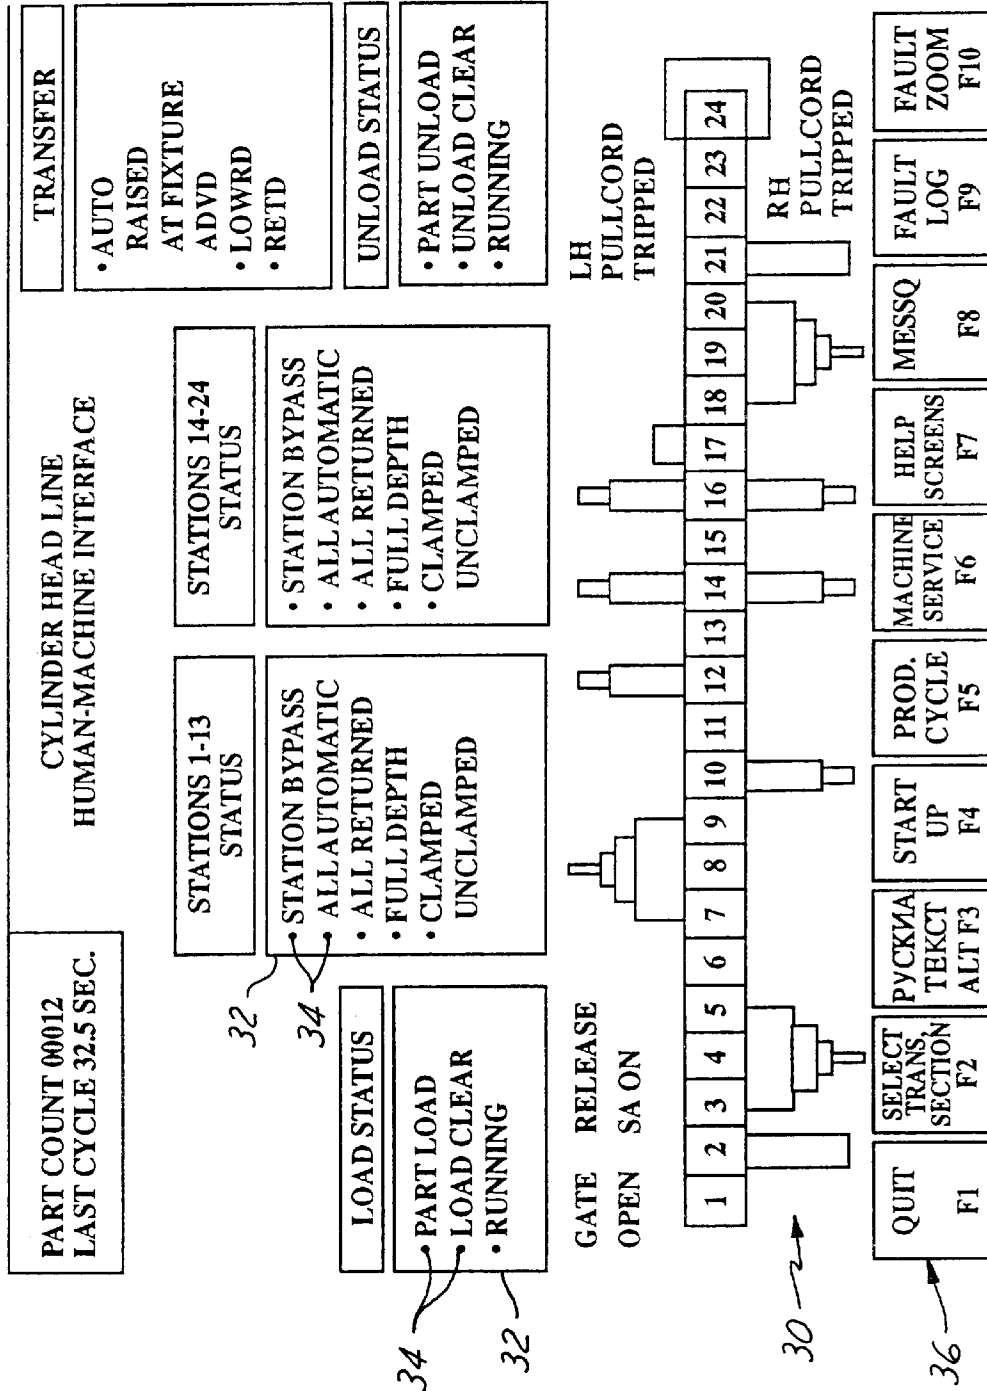 CYLINDER HEAD LINE
HUMAN-MACHINE INTERFACE
PART COUNT 00012
LAST CYCLE 32.5 SEC.
TRANSFER
• AUTO
RAISED
AT FIXTURE
ADVD
• LOWRD
• RETD
STATIONS 1-13
STATUS
• STATION BYPASS
• ALL AUTOMATIC
• ALL RETURNED
• FULL DEPTH
• CLAMPED
UNCLAMPED
STATIONS 14-24
STATUS
• STATION BYPASS
• ALL AUTOMATIC
• ALL RETURNED
• FULL DEPTH
• CLAMPED
UNCLAMPED
LOAD STATUS
• PART LOAD
• LOAD CLEAR
• RUNNING
UNLOAD STATUS
• PART UNLOAD
• UNLOAD CLEAR
• RUNNING
32
34
34
32
GATE RELEASE
OPEN SA ON
LH
PULLCORD
TRIPPED
1 2 3 4 5 6 7 8 9 10 11 12 13 14 15 16 17 18 19 20 21 22 23 24
RH
PULLCORD
TRIPPED
30
36
QUIT
F1
SELECT
TRANS,
SECTION
F2
РУСКИА
ТЕКСТ
ALT F3
START
UP
F4
PROD.
CYCLE
F5
MACHINE
SERVICE
F6
HELP
SCREENS
F7
MESSQ
F8
FAULT
LOG
F9
FAULT
ZOOM
F10